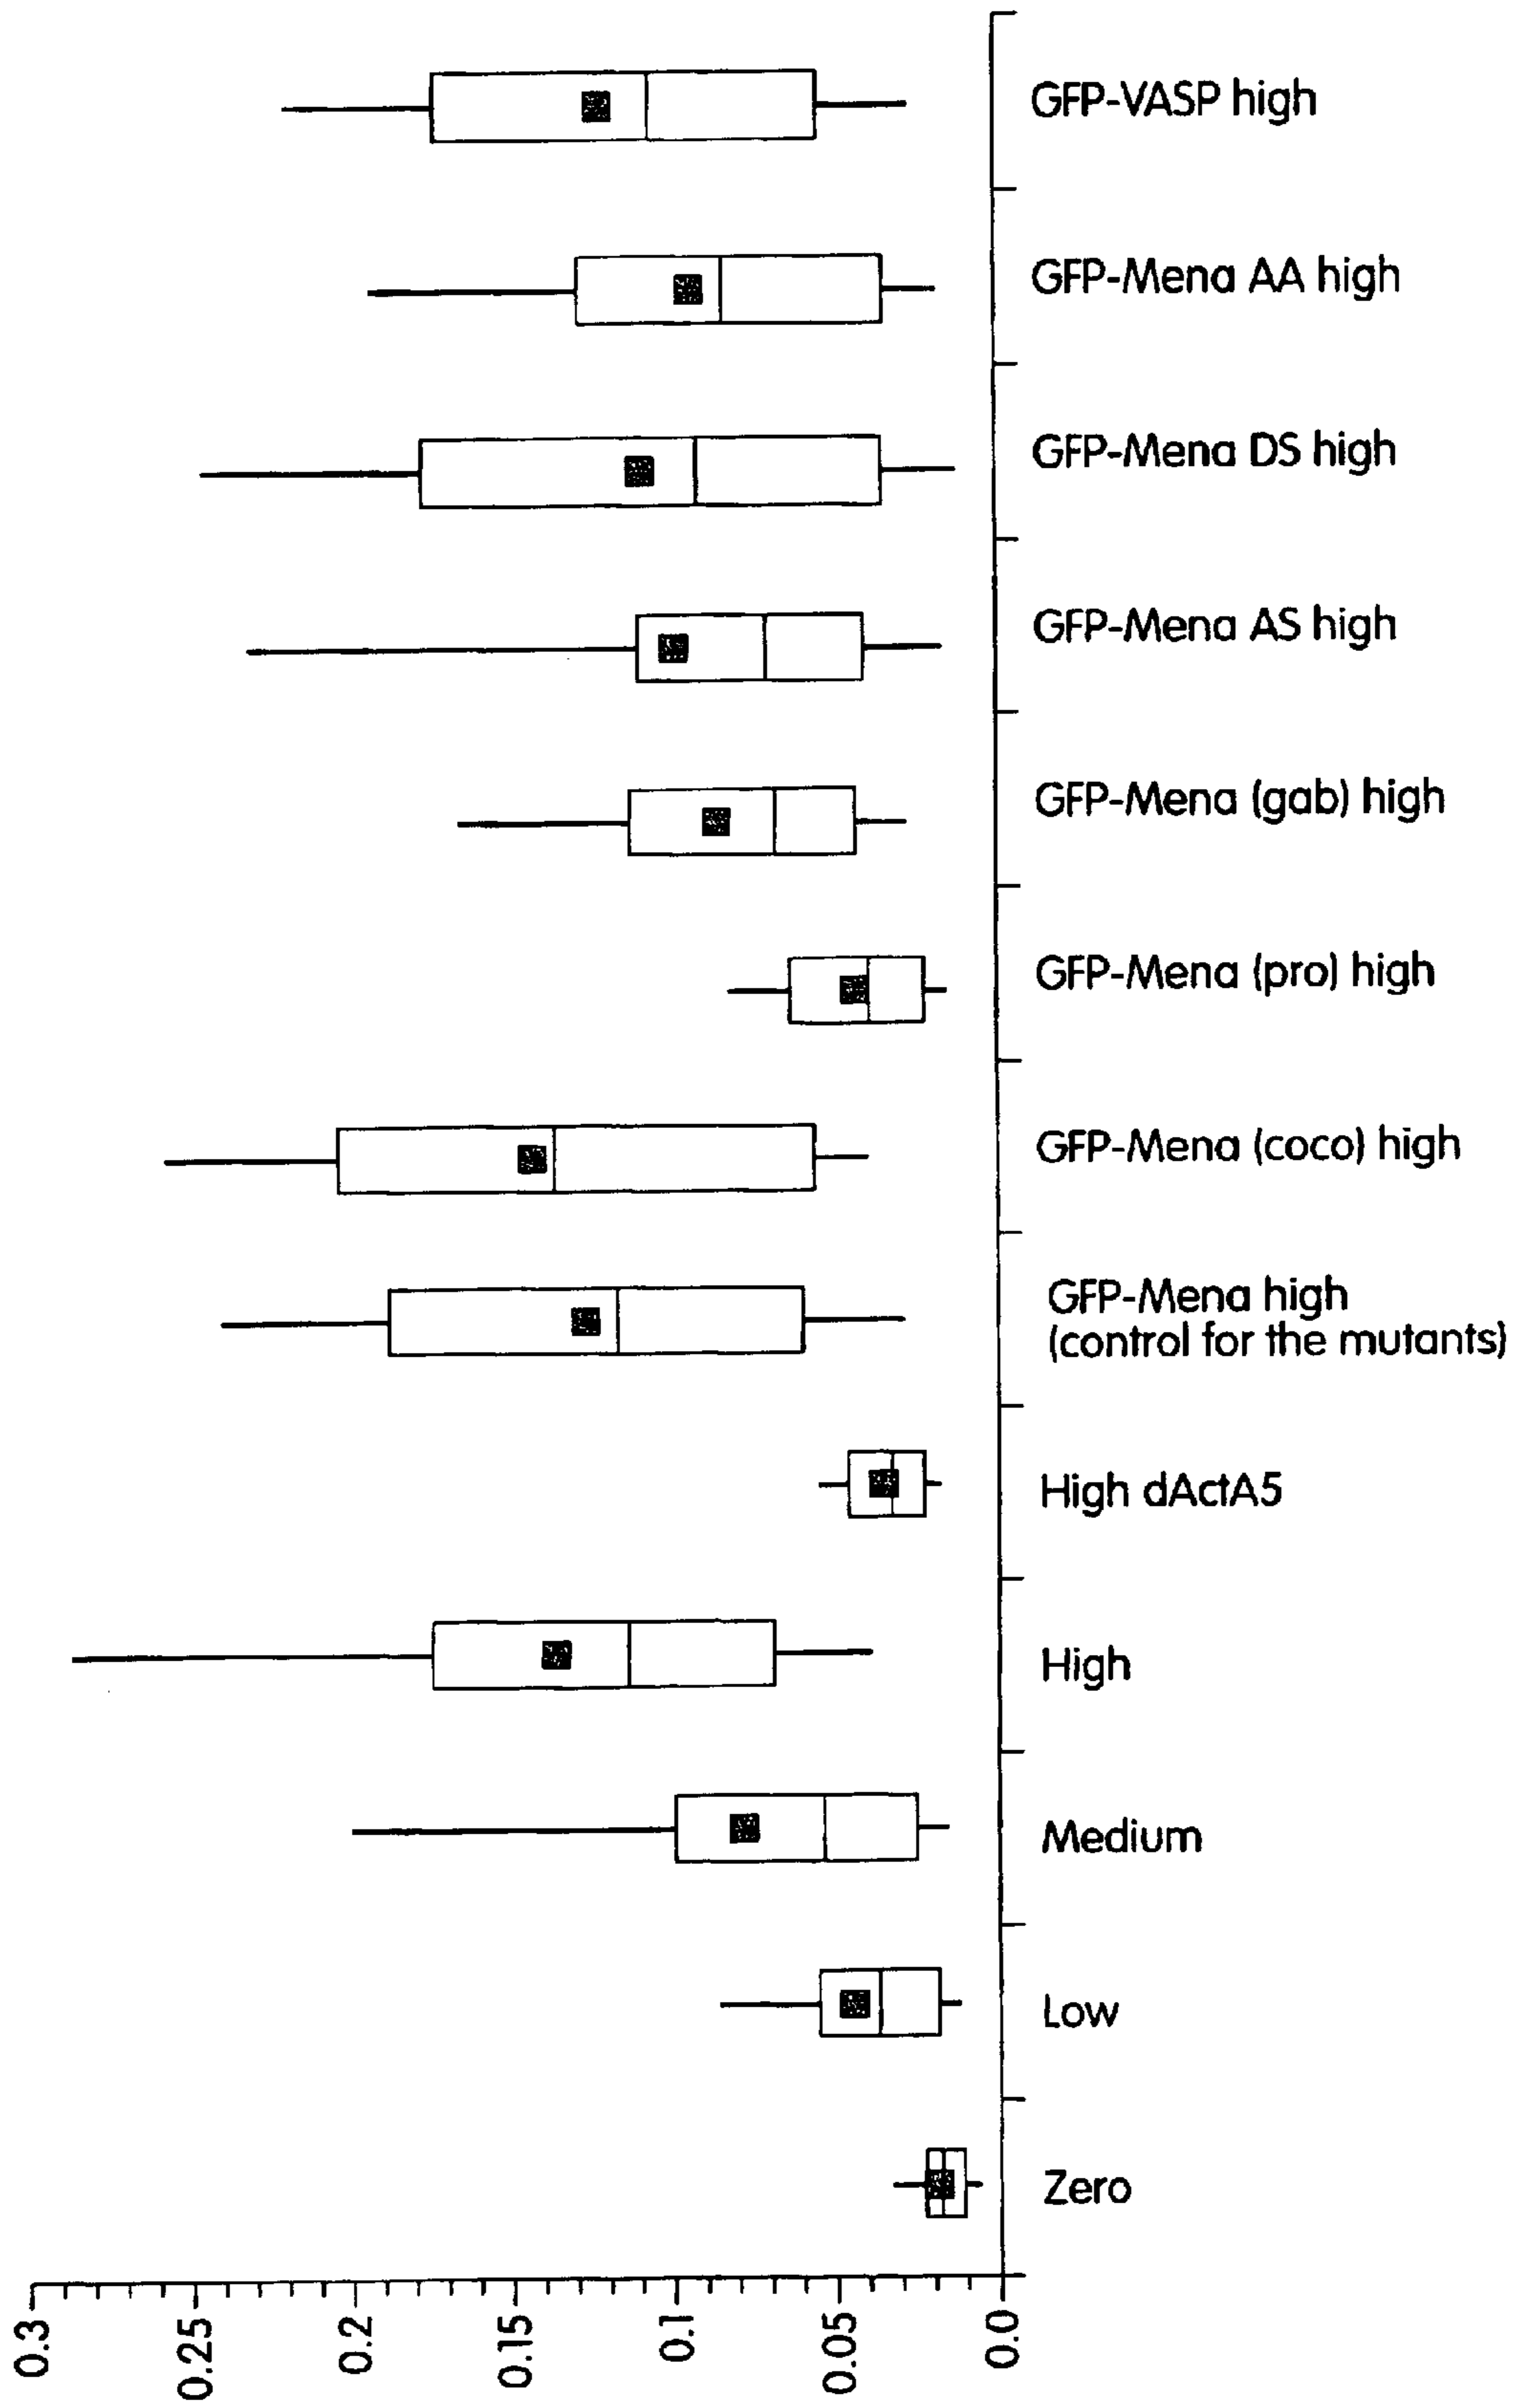 GFP-VASP high
GFP-Mena AA high
GFP-Mena DS high
GFP-Mena AS high
GFP-Mena (gab) high
GFP-Mena (pro) high
GFP-Mena (coco) high
GFP-Mena high
(control for the mutants)
High dActA5
High
Medium
Low
Zero
0.3
0.25
0.2
0.15
0.1
0.05
0.0